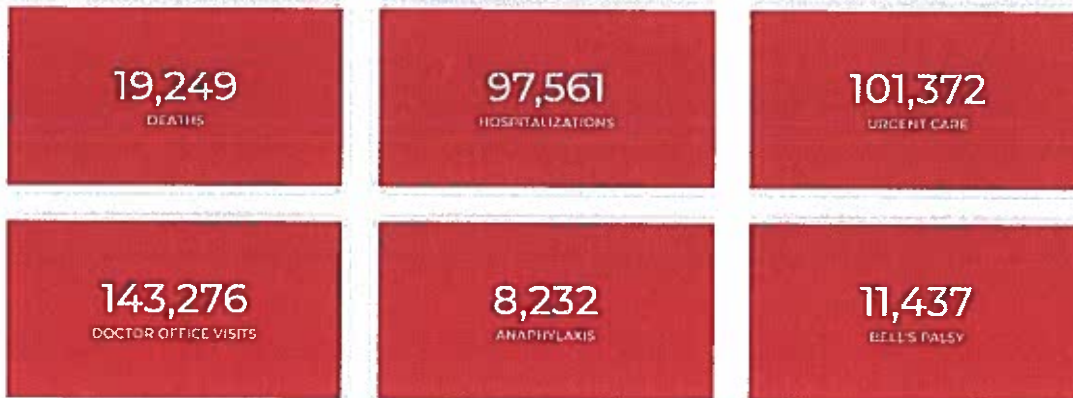 19,249
DEATHS
97,561
HOSPITALIZATIONS
101,372
URGENT CARE
143,276
DOCTOR OFFICE VISITS
8,232
ANAPHYLAXIS
11,437
BELL'S PALSY